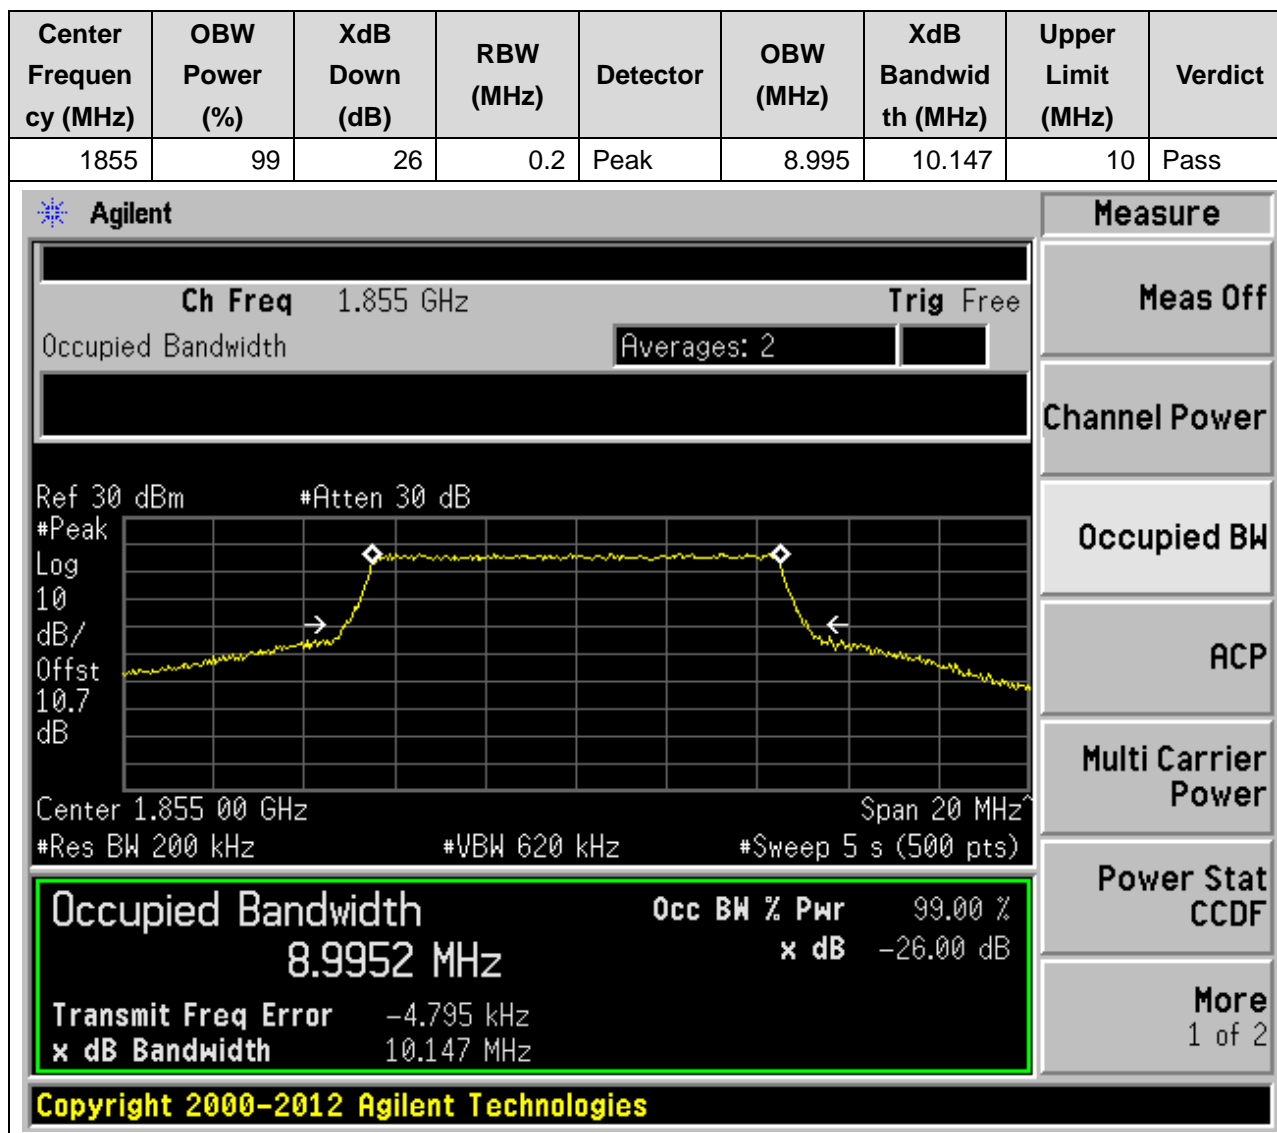 Center Frequen cy (MHz) OBW Power (%) XdB Down (dB) RBW (MHz) Detector OBW (MHz) XdB Bandwid th (MHz) Upper Limit (MHz) Verdict
1855 99 26 0.2 Peak 8.995 10.147 10 Pass
Agilent
Measure
Ch Freq 1.855 GHz Trig Free
Meas Off
Occupied Bandwidth Averages: 2
Channel Power
Ref 30 dBm #Atten 30 dB
#Peak
Log
10
dB/
Offst
10.7
dB
Occupied BW
ACP
Multi Carrier
Power
Center 1.855 00 GHz Span 20 MHz^
#Res BW 200 kHz #VBW 620 kHz #Sweep 5 s (500 pts)
Power Stat
CCDF
Occupied Bandwidth Occ BW % Pwr 99.00 %
8.9952 MHz x dB -26.00 dB
Transmit Freq Error -4.795 kHz
x dB Bandwidth 10.147 MHz
More
1 of 2
Copyright 2000-2012 Agilent Technologies